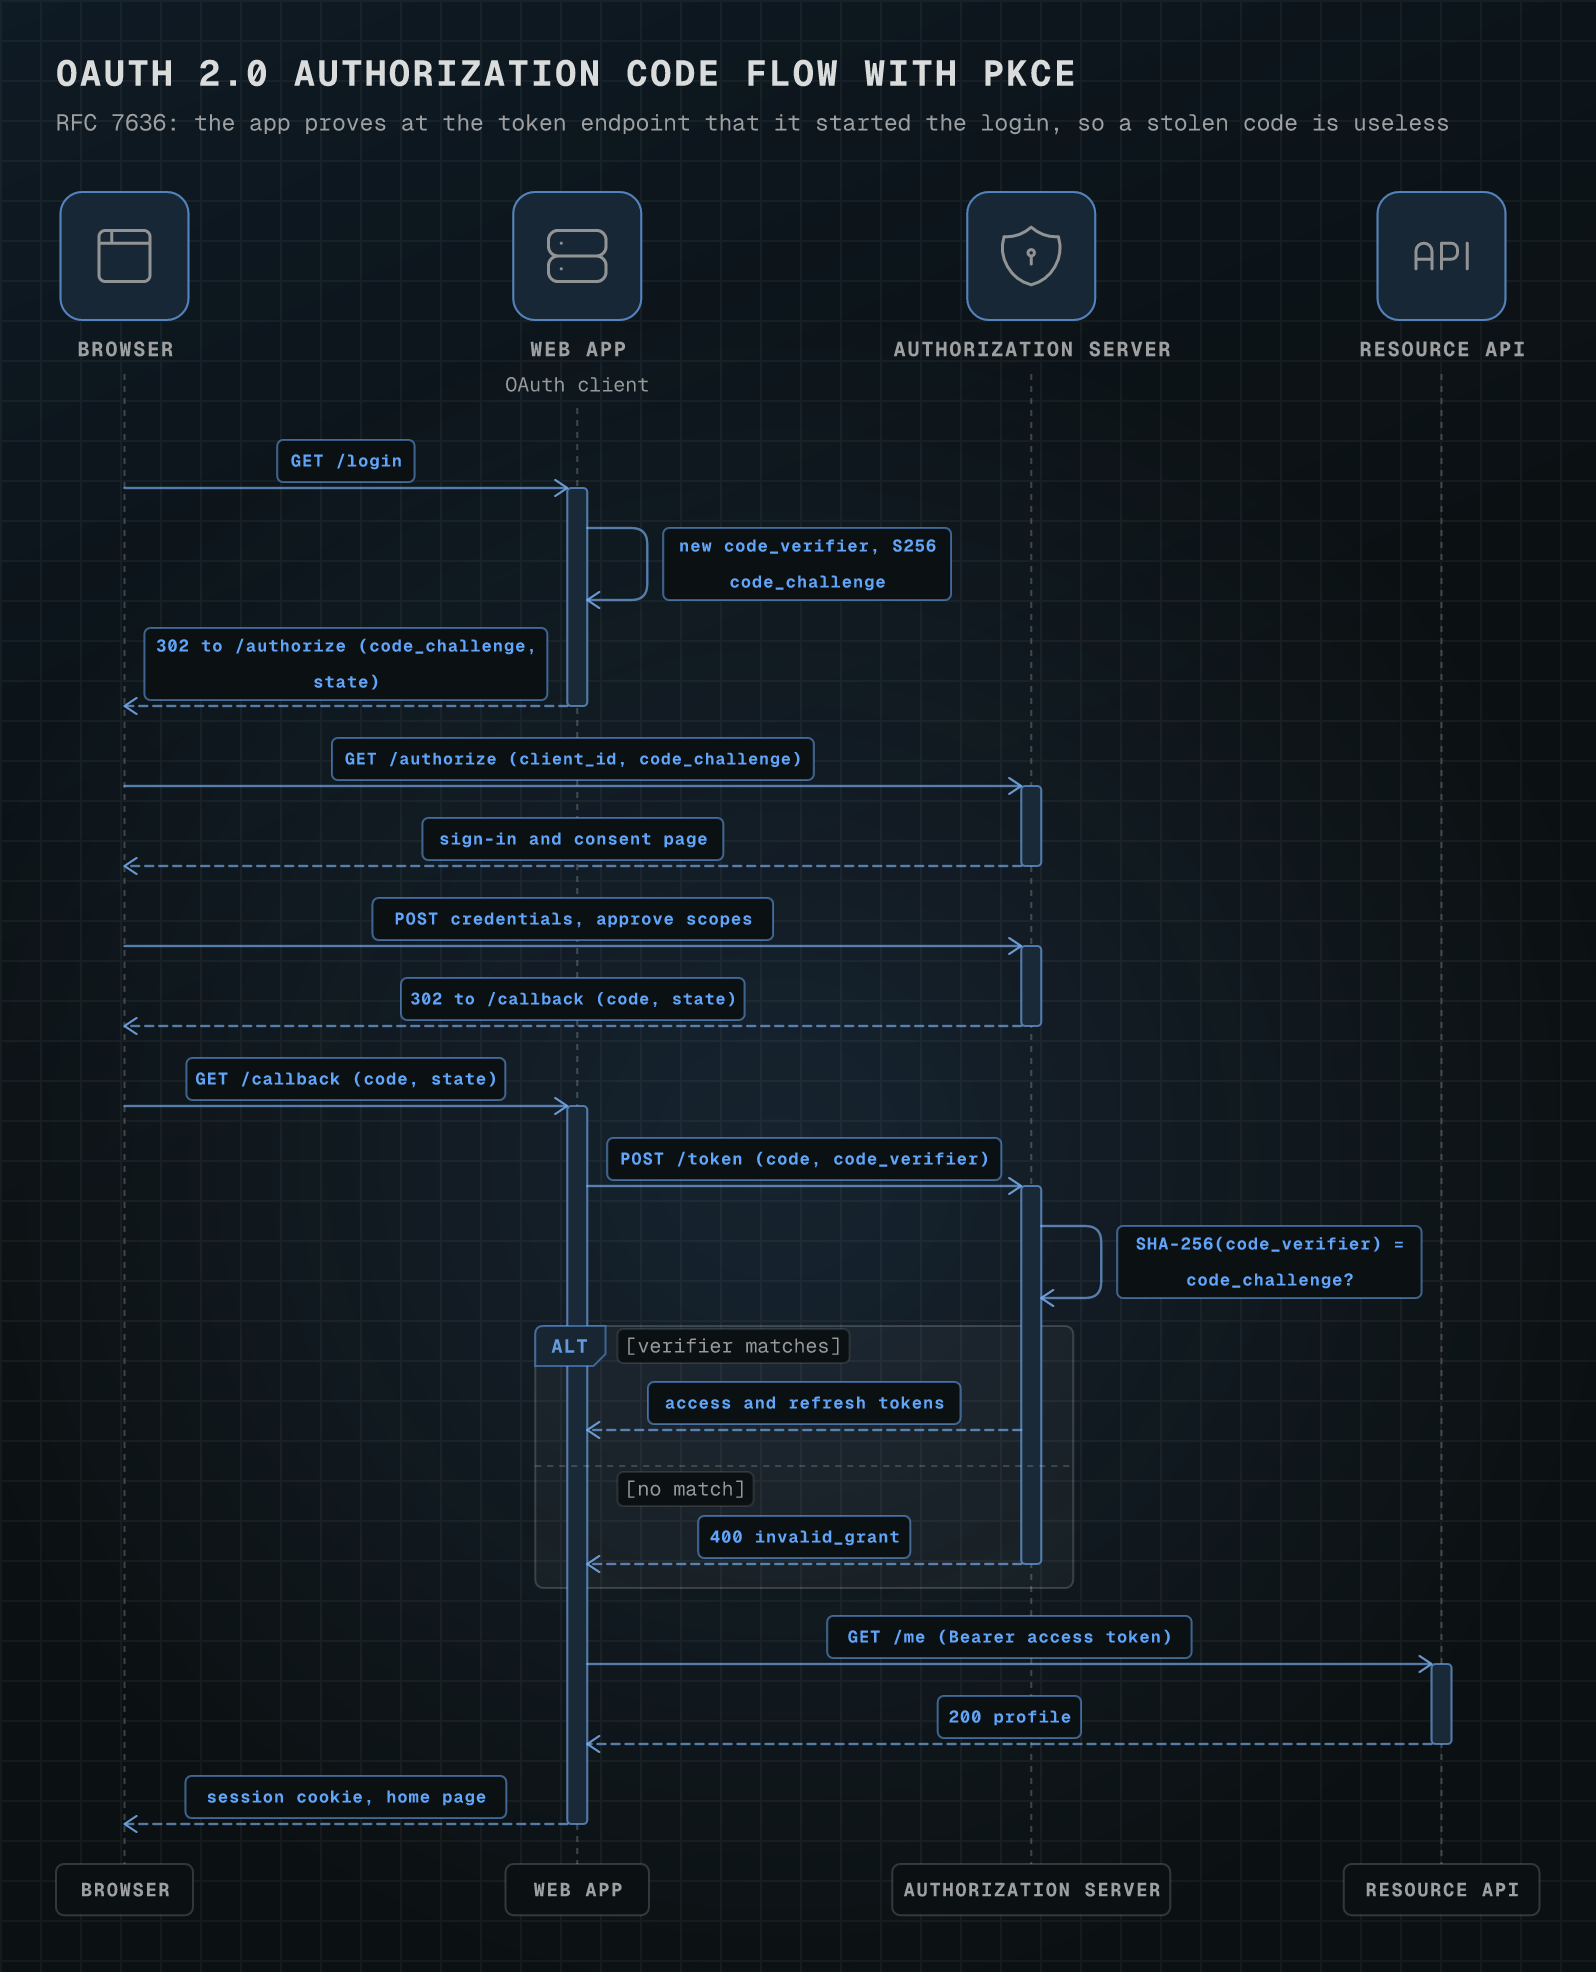 OAUTH 2.0 AUTHORIZATION CODE FLOW WITH PKCE
RFC 7636: the app proves at the token endpoint that it started the login, so a stolen code is useless
API
BROWSER
WEB APP
AUTHORIZATION SERVER
RESOURCE API
OAuth client
GET /login
new code_verifier, S256
code_challenge
302 to /authorize (code_challenge,
state)
GET /authorize (client_id, code_challenge)
sign-in and consent page
POST credentials, approve scopes
302 to /callback (code, state)
GET /callback (code, state)
POST /token (code, code_verifier)
SHA-256(code_verifier) =
code_challenge?
ALT
[verifier matches]
access and refresh tokens
[no match]
400 invalid_grant
GET /me (Bearer access token)
200 profile
session cookie, home page
BROWSER
WEB APP
AUTHORIZATION SERVER
RESOURCE API